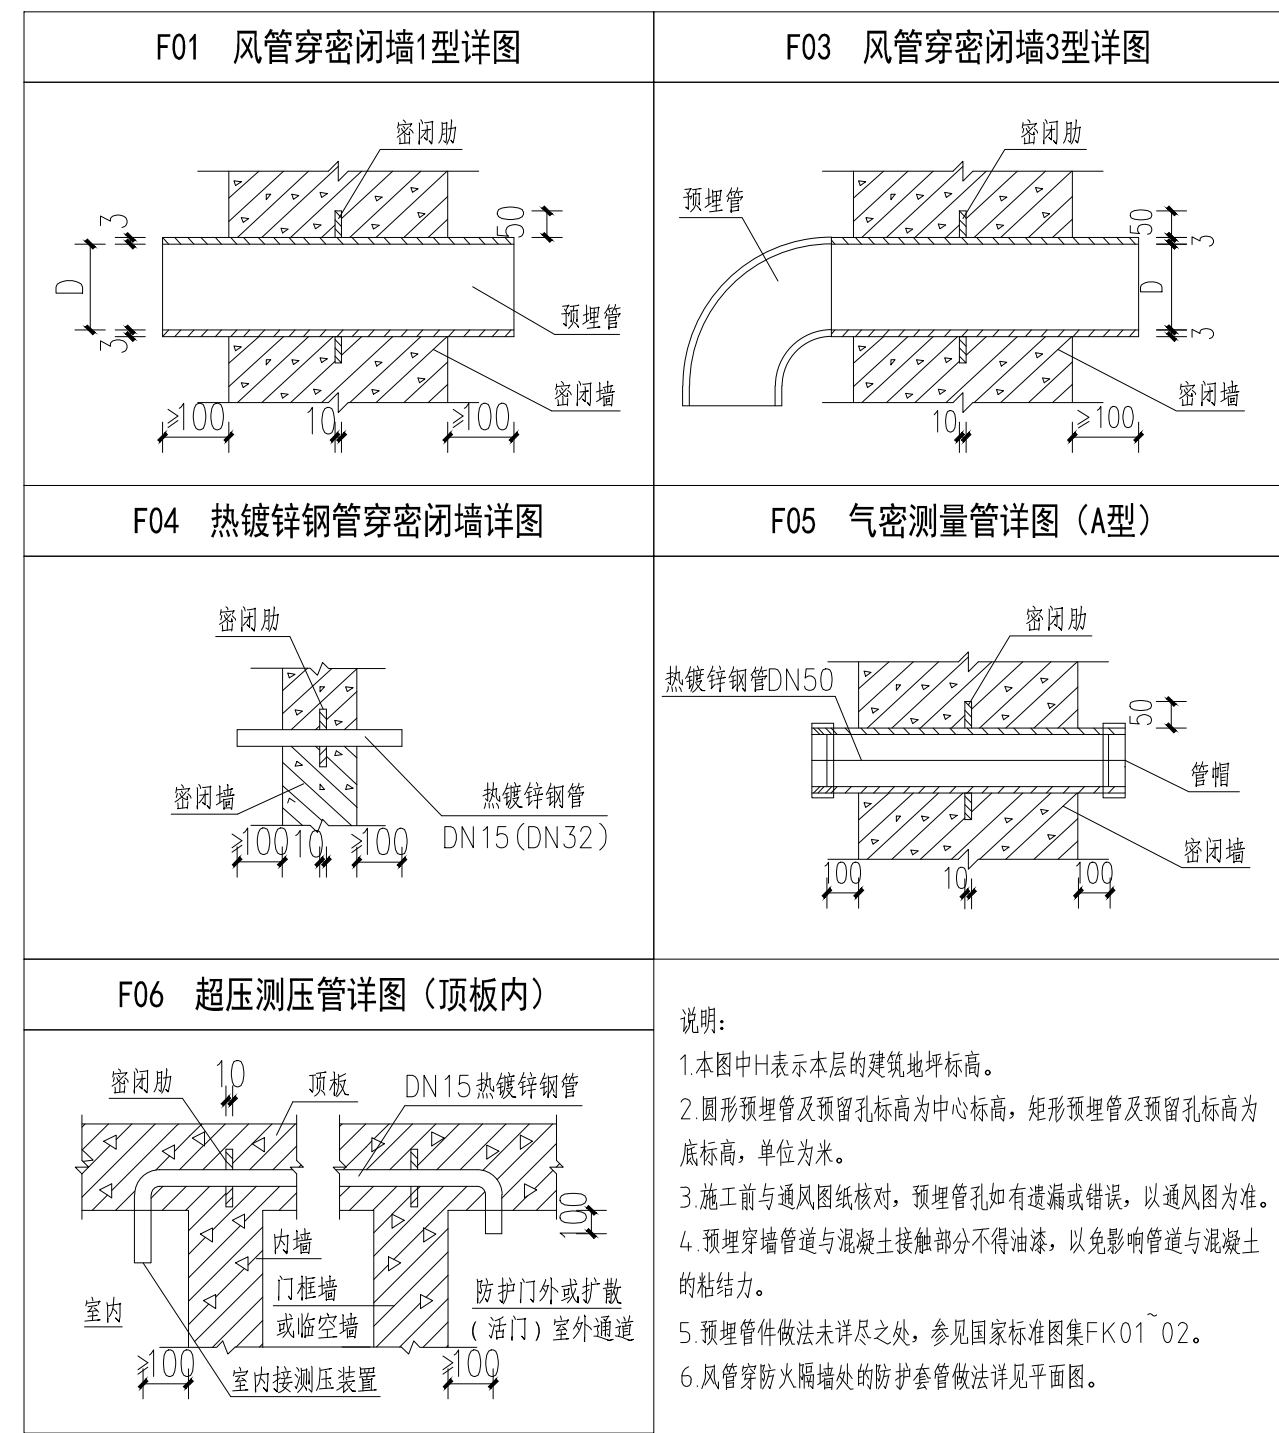 F01 风管穿密闭墙1型详图
密闭肋
3
50
D
3
预埋管
密闭墙
≥100
10
≥100
F03 风管穿密闭墙3型详图
密闭肋
预埋管
50
3
D
3
密闭墙
10
≥100
F04 热镀锌钢管穿密闭墙详图
密闭肋
密闭墙
热镀锌钢管
DN15(DN32)
≥100
10
≥100
F05 气密测量管详图（A型）
密闭肋
热镀锌钢管DN50
50
管帽
密闭墙
100
10
100
F06 超压测压管详图（顶板内）
密闭肋
10
顶板
DN15热镀锌钢管
100
内墙
门框墙
或临空墙
防护门外或扩散
(活门)室外通道
室内
≥100
室内接测压装置
≥100
说明：
1.本图中H表示本层的建筑地坪标高。
2.圆形预埋管及预留孔标高为中心标高，矩形预埋管及预留孔标高为
底标高，单位为米。
3.施工前与通风图纸核对，预埋管孔如有遗漏或错误，以通风图为准。
4.预埋穿墙管道与混凝土接触部分不得油漆，以免影响管道与混凝土
的粘结力。
5.预埋管件做法未详尽之处，参见国家标准图集FK01~02。
6.风管穿防火隔墙处的防护套管做法详见平面图。